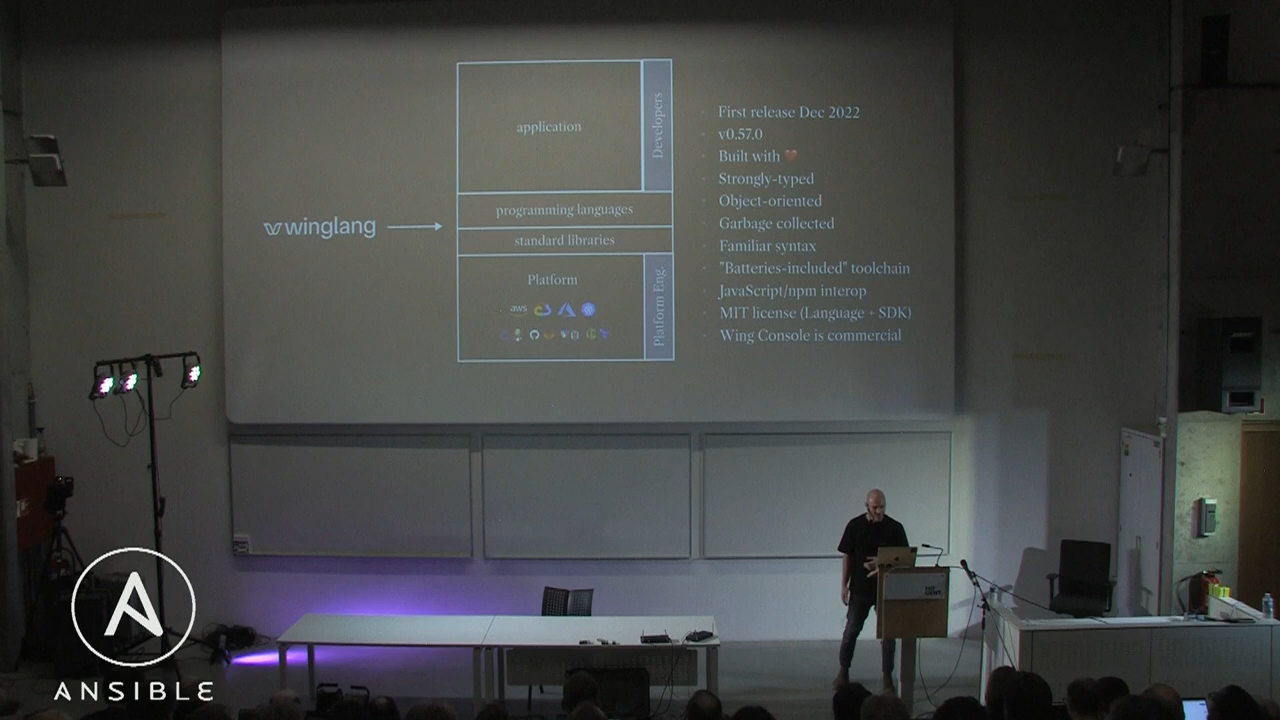 winglang
application
Developers
programming languages
standard libraries
Platform
Platform Eng.
aws
First release Dec 2022
v0.57.0
Built with ❤️
Strongly-typed
Object-oriented
Garbage collected
Familiar syntax
"Batteries-included" toolchain
JavaScript/npm interop
MIT license (Language + SDK)
Wing Console is commercial
ANSIBLE